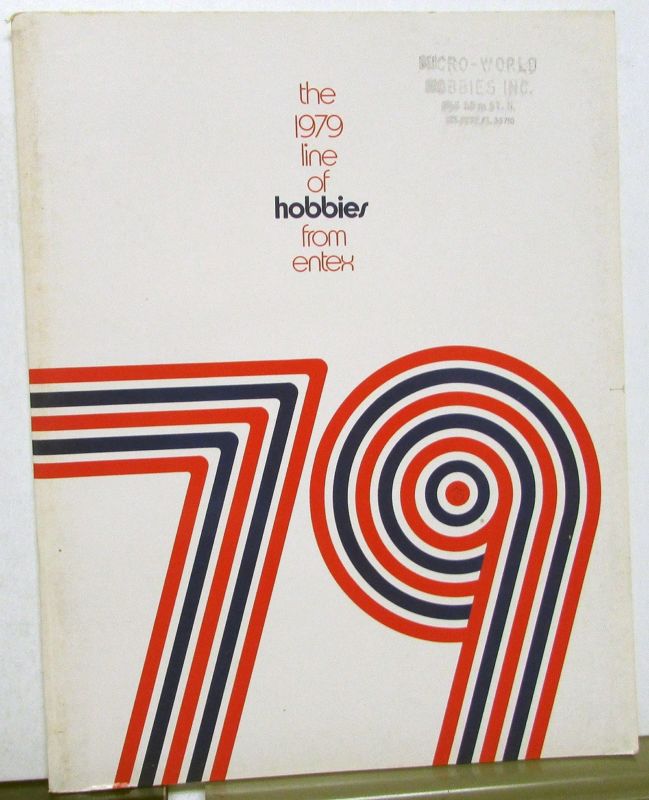 the
1979
line
of
hobbies
from
entex
MICRO-WORLD
HOBBIES INC.
79